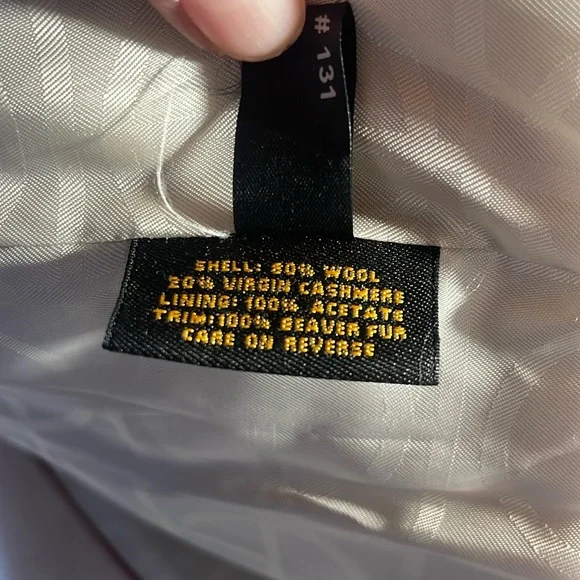 # 131
SHELL: 80% WOOL
20% VIRGIN CASHMERE
LINING: 100% ACETATE
TRIM:100% BEAVER FUR
CARE ON REVERSE